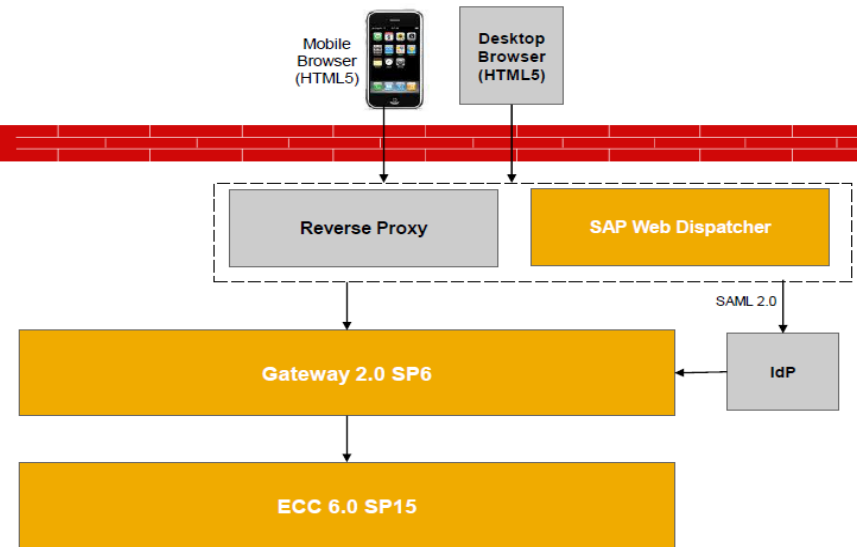 Mobile
Browser
(HTML5)
Desktop
Browser
(HTML5)
Reverse Proxy
SAP Web Dispatcher
SAML 2.0
Gateway 2.0 SP6
IdP
ECC 6.0 SP15